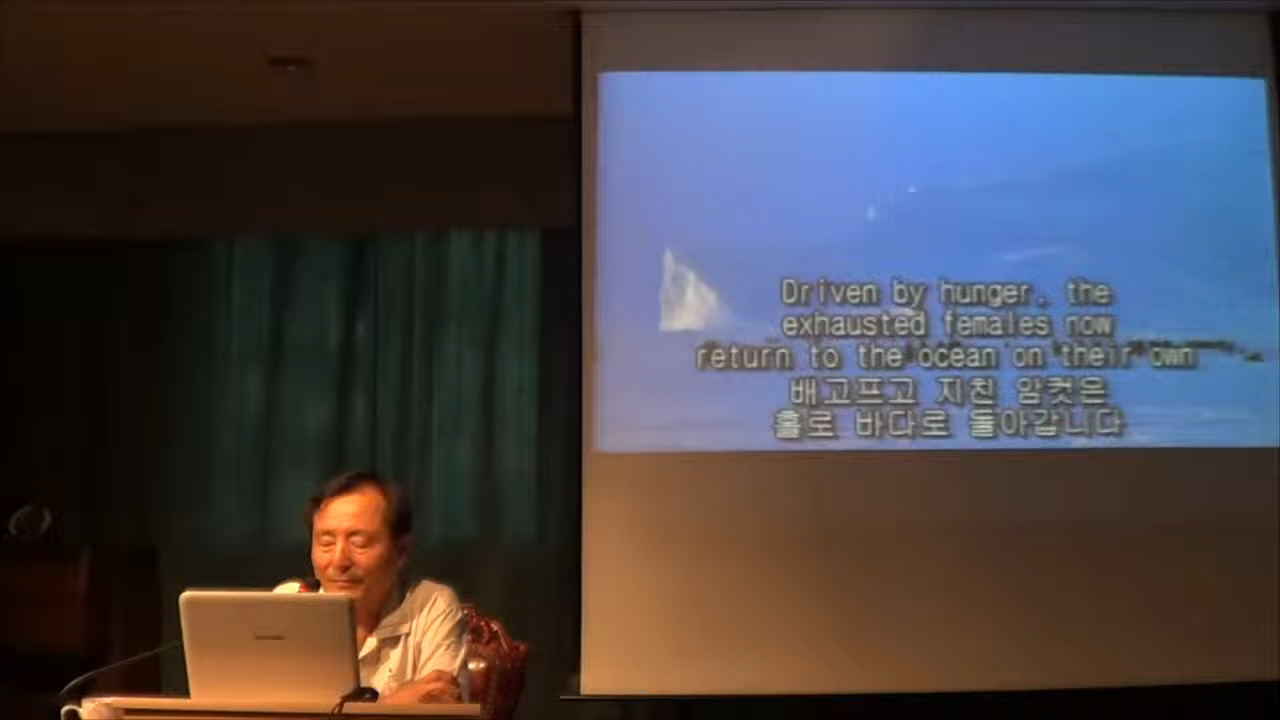 Driven by hunger, the
exhausted females now
return to the ocean on their own
배고프고 지친 암컷은
홀로 바다로 돌아갑니다